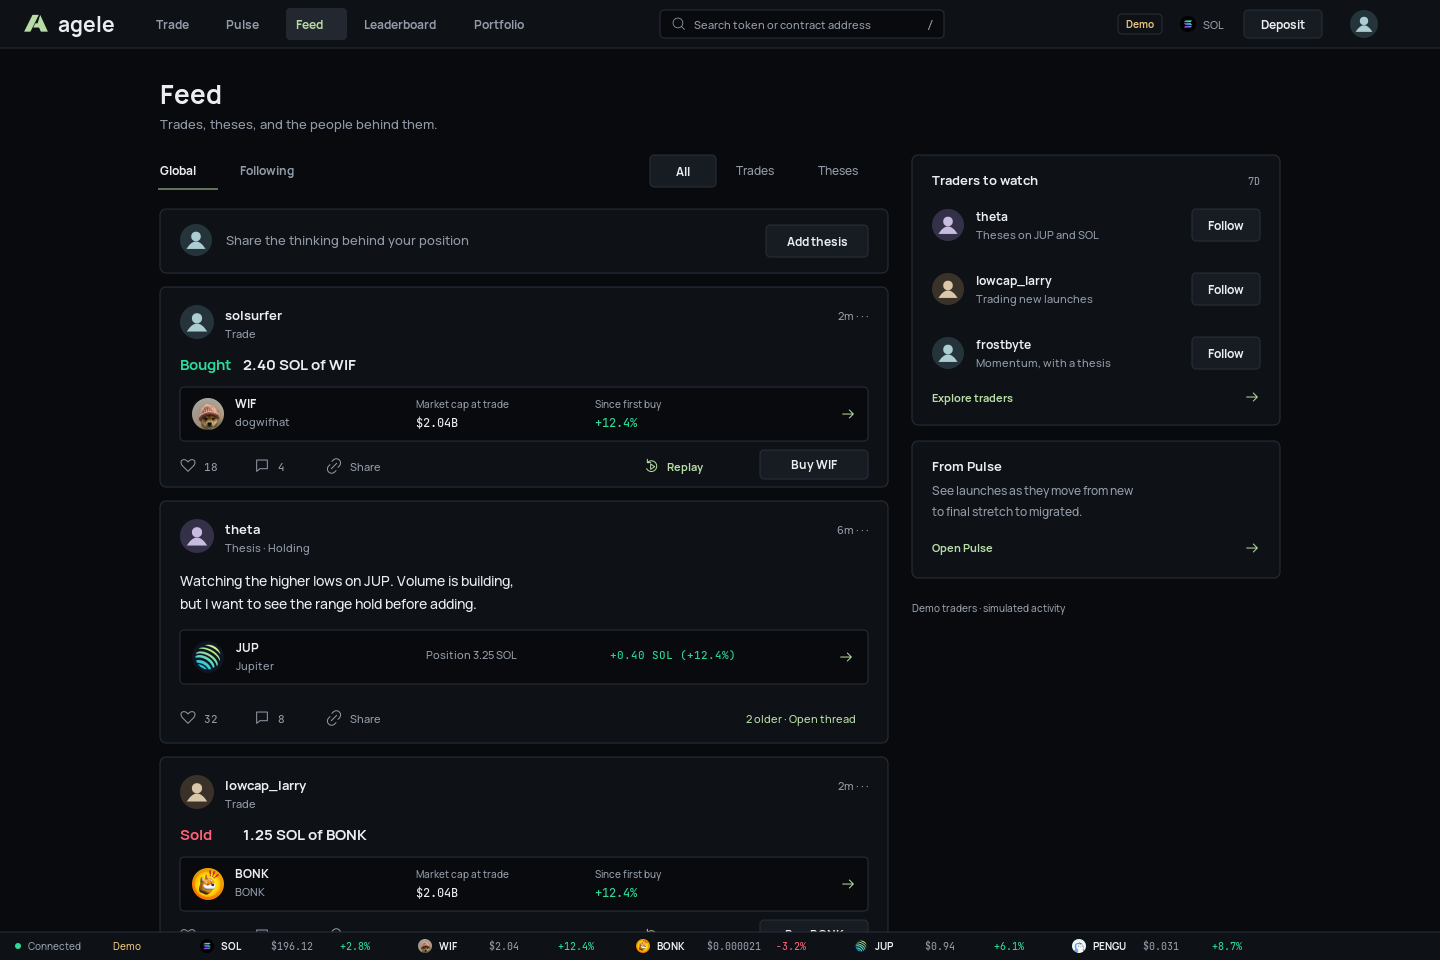 agele
Trade
Pulse
Feed
Leaderboard
Portfolio
Search token or contract address
/
Demo
SOL
Deposit
Feed
Trades, theses, and the people behind them.
Global
Following
All
Trades
Theses
Share the thinking behind your position
Add thesis
solsurfer
2m ···
Trade
Bought 2.40 SOL of WIF
WIF
dogwifhat
Market cap at trade
$2.04B
Since first buy
+12.4%
18
4
Share
Replay
Buy WIF
theta
6m ···
Thesis · Holding
Watching the higher lows on JUP. Volume is building,
but I want to see the range hold before adding.
JUP
Jupiter
Position 3.25 SOL
+0.40 SOL (+12.4%)
32
8
Share
2 older · Open thread
lowcap_larry
2m ···
Trade
Sold 1.25 SOL of BONK
BONK
BONK
Market cap at trade
$2.04B
Since first buy
+12.4%
Traders to watch
7D
theta
Theses on JUP and SOL
Follow
lowcap_larry
Trading new launches
Follow
frostbyte
Momentum, with a thesis
Follow
Explore traders
From Pulse
See launches as they move from new
to final stretch to migrated.
Open Pulse
Demo traders · simulated activity
Connected
Demo
SOL $196.12 +2.8%
WIF $2.04 +12.4%
BONK $0.000021 -3.2%
JUP $0.94 +6.1%
PENGU $0.031 +8.7%